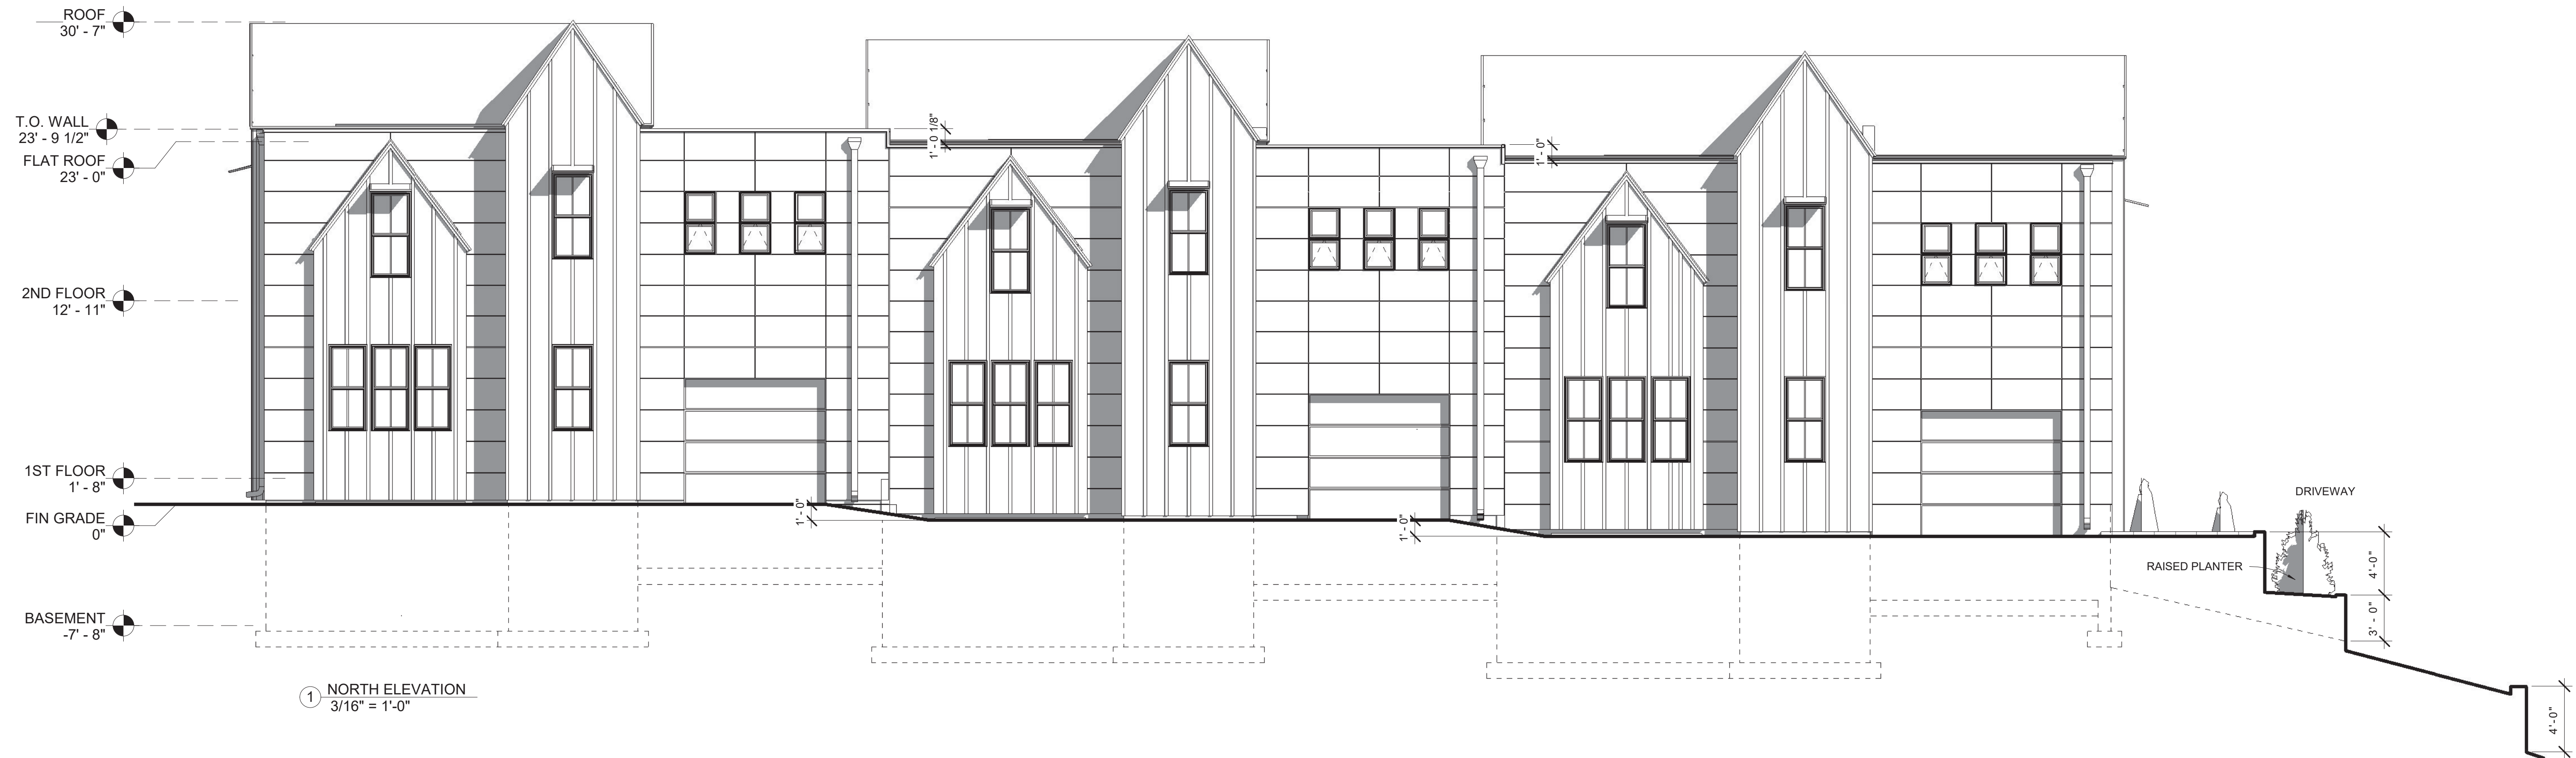 ROOF
30' - 7"
T.O. WALL
23' - 9 1/2"
FLAT ROOF
23' - 0"
2ND FLOOR
12' - 11"
1ST FLOOR
1' - 8"
FIN GRADE
0"
BASEMENT
-7' - 8"
1' - 0 1/8"
1' - 0"
1' - 0"
1' - 0"
DRIVEWAY
RAISED PLANTER
4'-0"
3' - 0"
4'-0"
1 NORTH ELEVATION
3/16" = 1'-0"